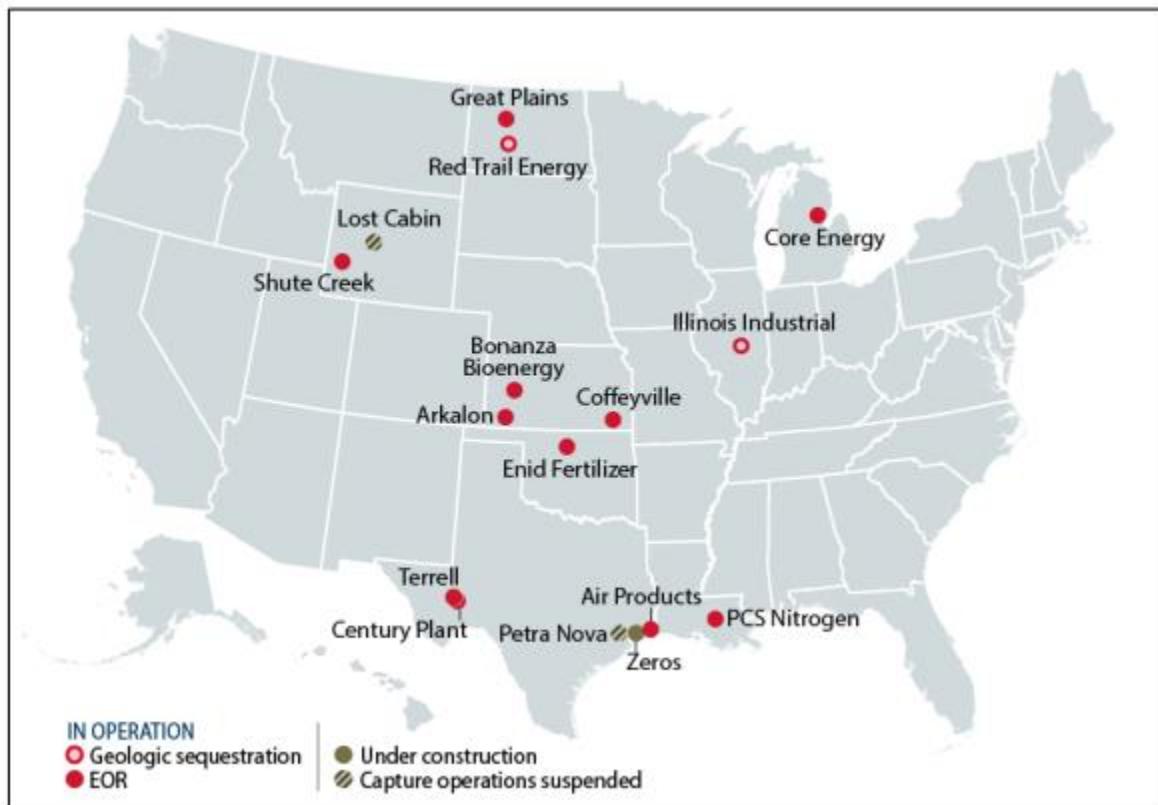 Great Plains
Red Trail Energy
Lost Cabin
Core Energy
Shute Creek
Illinois Industrial
Bonanza
Bioenergy
Coffeyville
Arkalon
Enid Fertilizer
Terrell
Air Products
Century Plant
Petra Nova
PCS Nitrogen
Zeros
IN OPERATION
Geologic sequestration
EOR
Under construction
Capture operations suspended